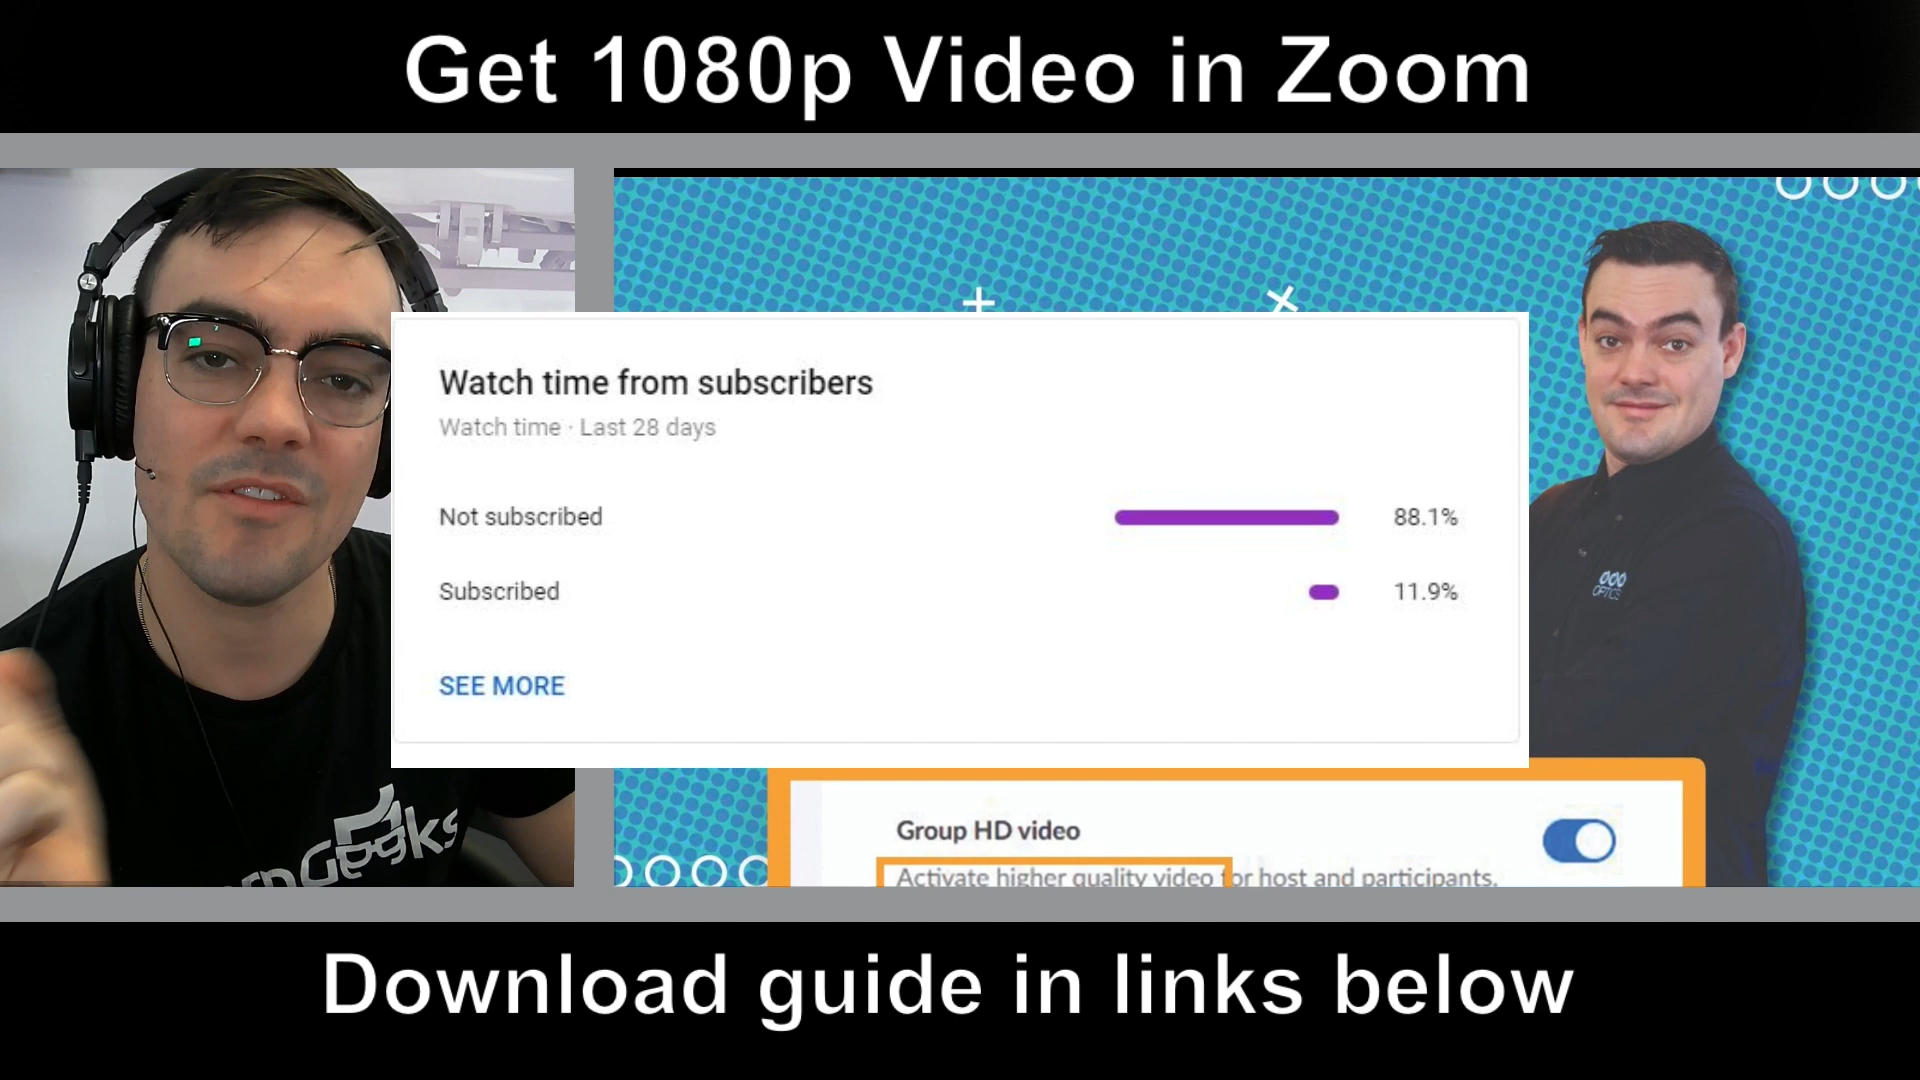 Get 1080p Video in Zoom
Watch time from subscribers
Watch time · Last 28 days
Not subscribed 88.1%
Subscribed 11.9%
SEE MORE
OPTICS
Geeks
Group HD video
Activate higher quality video for host and participants.
Download guide in links below